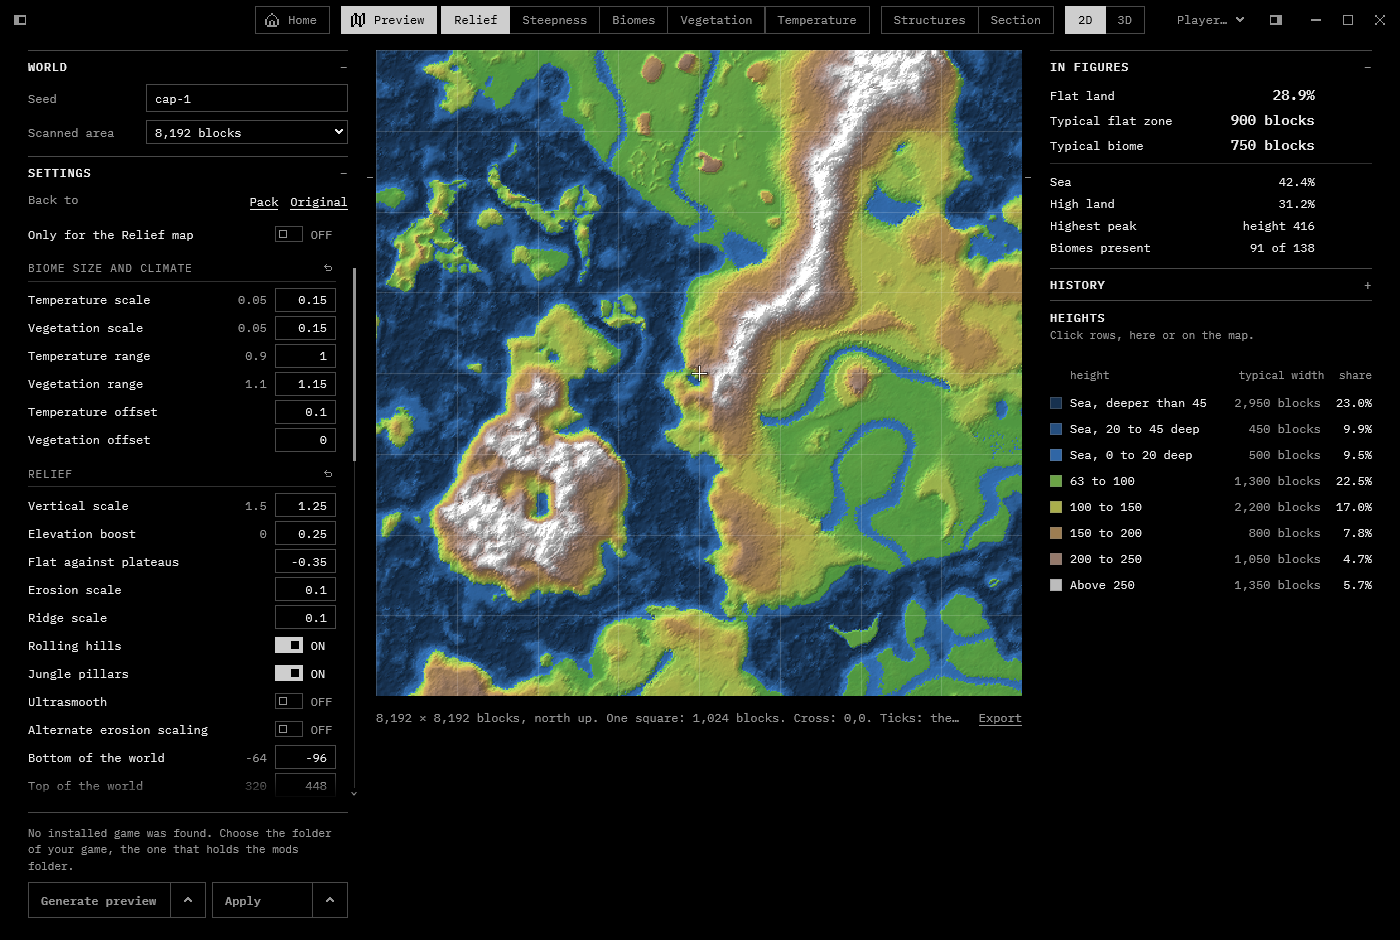 Home Preview Relief Steepness Biomes Vegetation Temperature Structures Section 2D 3D Player…
WORLD
Seed cap-1
Scanned area 8,192 blocks
SETTINGS
Back to Pack Original
Only for the Relief map OFF
BIOME SIZE AND CLIMATE
Temperature scale 0.05 0.15
Vegetation scale 0.05 0.15
Temperature range 0.9 1
Vegetation range 1.1 1.15
Temperature offset 0.1
Vegetation offset 0
RELIEF
Vertical scale 1.5 1.25
Elevation boost 0 0.25
Flat against plateaus -0.35
Erosion scale 0.1
Ridge scale 0.1
Rolling hills ON
Jungle pillars ON
Ultrasmooth OFF
Alternate erosion scaling OFF
Bottom of the world -64 -96
Top of the world 320 448
No installed game was found. Choose the folder
of your game, the one that holds the mods
folder.
Generate preview Apply
8,192 × 8,192 blocks, north up. One square: 1,024 blocks. Cross: 0,0. Ticks: the… Export
IN FIGURES
Flat land 28.9%
Typical flat zone 900 blocks
Typical biome 750 blocks
Sea 42.4%
High land 31.2%
Highest peak height 416
Biomes present 91 of 138
HISTORY
HEIGHTS
Click rows, here or on the map.
height typical width share
Sea, deeper than 45 2,950 blocks 23.0%
Sea, 20 to 45 deep 450 blocks 9.9%
Sea, 0 to 20 deep 500 blocks 9.5%
63 to 100 1,300 blocks 22.5%
100 to 150 2,200 blocks 17.0%
150 to 200 800 blocks 7.8%
200 to 250 1,050 blocks 4.7%
Above 250 1,350 blocks 5.7%